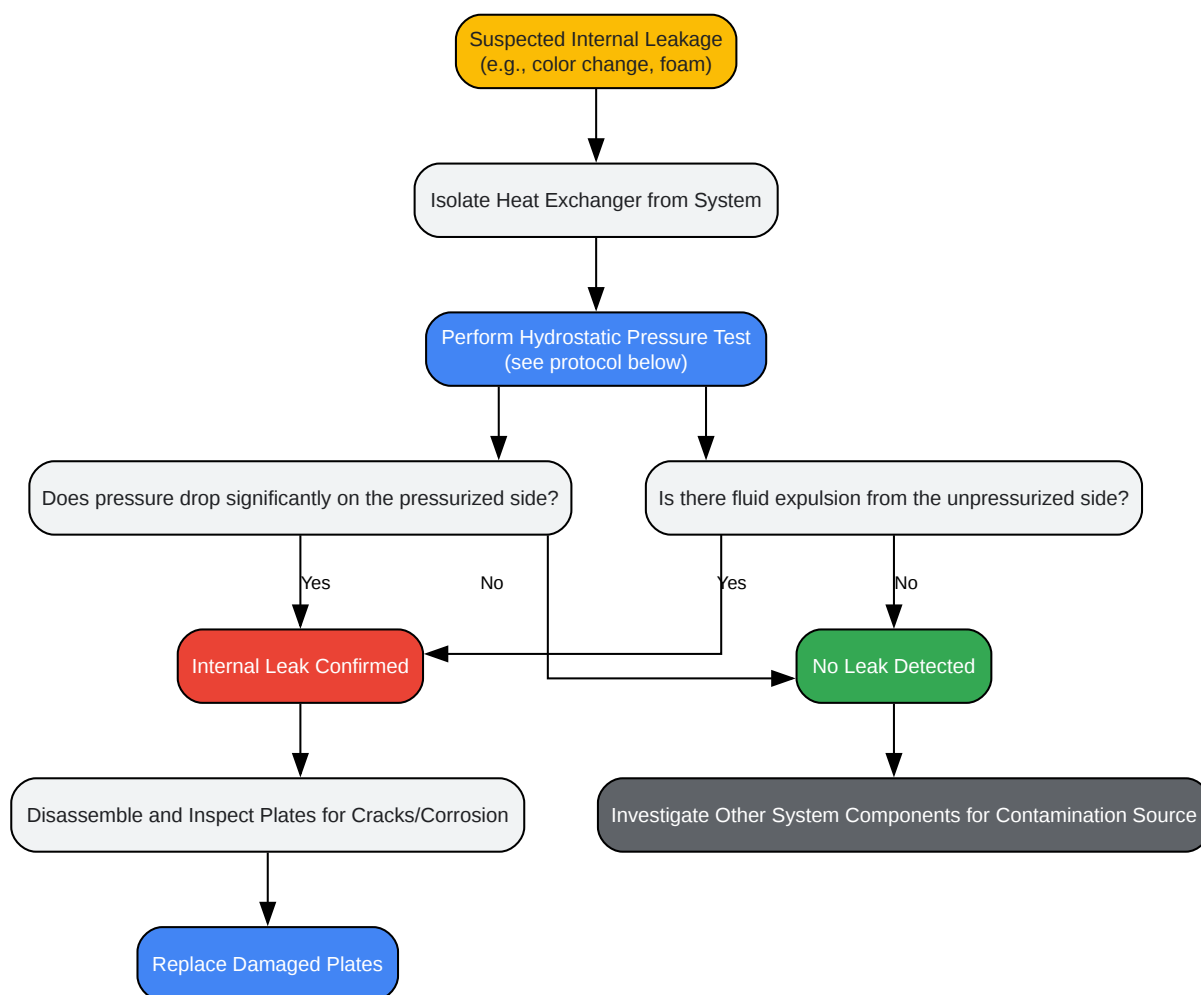 Suspected Internal Leakage
(e.g., color change, foam)
Isolate Heat Exchanger from System
Perform Hydrostatic Pressure Test
(see protocol below)
Does pressure drop significantly on the pressurized side?
Is there fluid expulsion from the unpressurized side?
Yes
No
Yes
No
Internal Leak Confirmed
No Leak Detected
Disassemble and Inspect Plates for Cracks/Corrosion
Investigate Other System Components for Contamination Source
Replace Damaged Plates